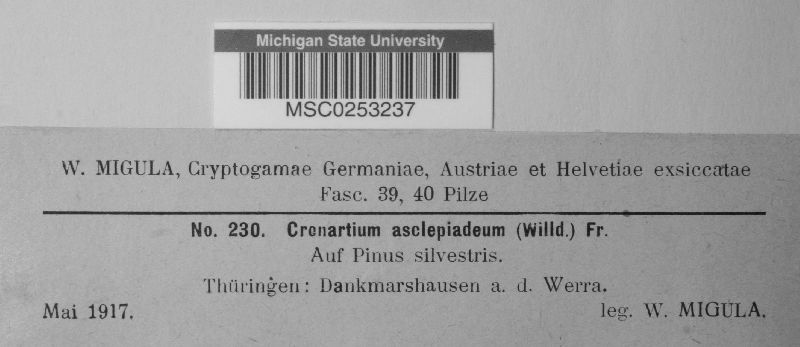 Michigan State University
MSC0253237
W. MIGULA, Cryptogamae Germaniae, Austriae et Helvetiae exsiccatae
Fasc. 39, 40 Pilze
No. 230. Cronartium asclepiadeum (Willd.) Fr.
Auf Pinus silvestris.
Thüringen: Dankmarshausen a. d. Werra.
Mai 1917. leg. W. MIGULA.